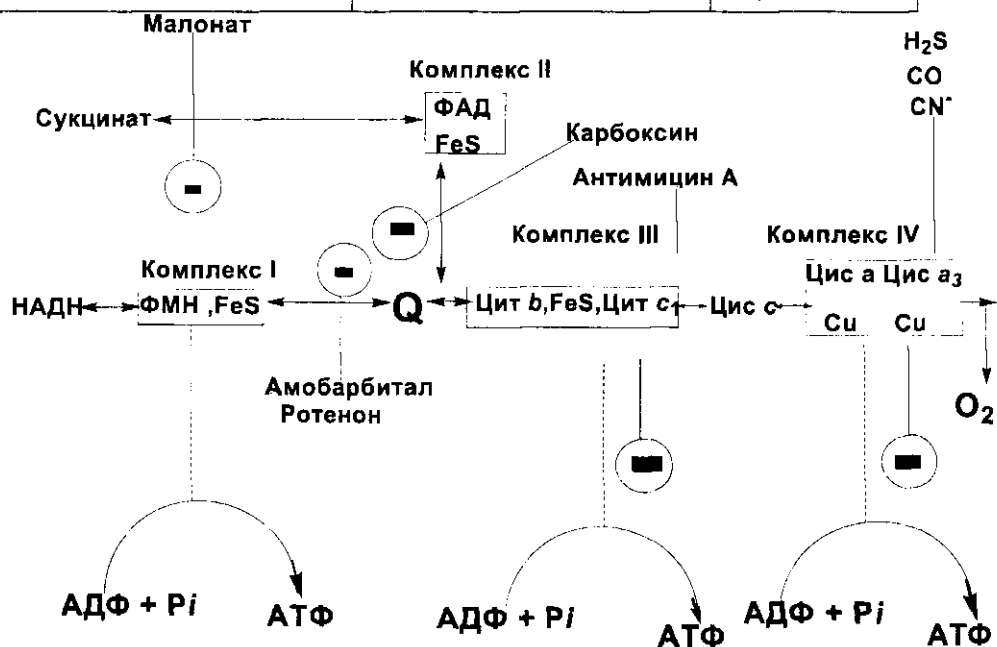 Малонат
H₂S
CO
CN⁻
Комплекс II
ФАД
FeS
Сукцинат
Карбоксин
Антимицин А
Комплекс III
Комплекс IV
Комплекс I
Цис a Цис a₃
НАДН
ФМН ,FeS
Q
Цит b,FeS,Цит c₁
Цис c
Cu Cu
O₂
Амобарбитал
Ротенон
АДФ + Pi
АТФ
АДФ + Pi
АТФ
АДФ + Pi
АТФ